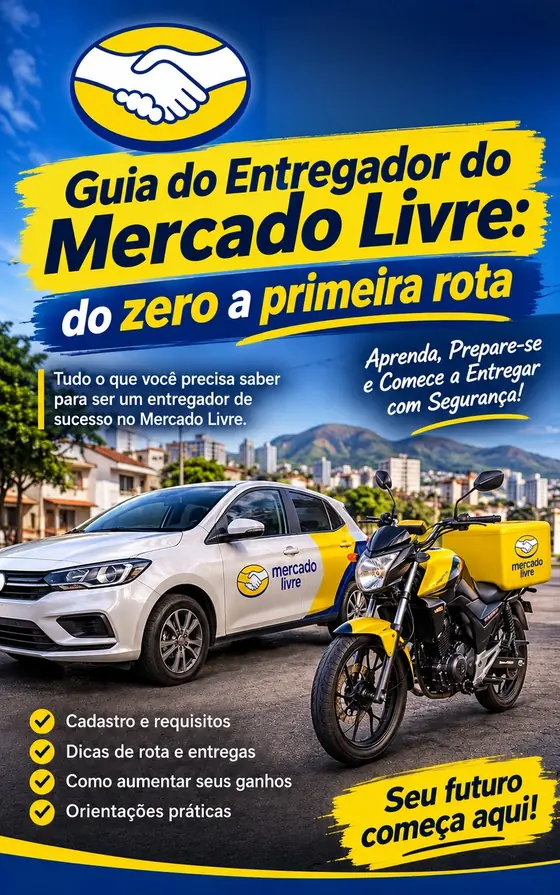 Guia do Entregador do
Mercado Livre:
do zero a primeira rota
Tudo o que você precisa saber
para ser um entregador de
sucesso no Mercado Livre.
Aprenda, Prepare-se
e Comece a Entregar
com Segurança!
mercado
livre
mercado
livre
Cadastro e requisitos
Dicas de rota e entregas
Como aumentar seus ganhos
Orientações práticas
Seu futuro
começa aqui!